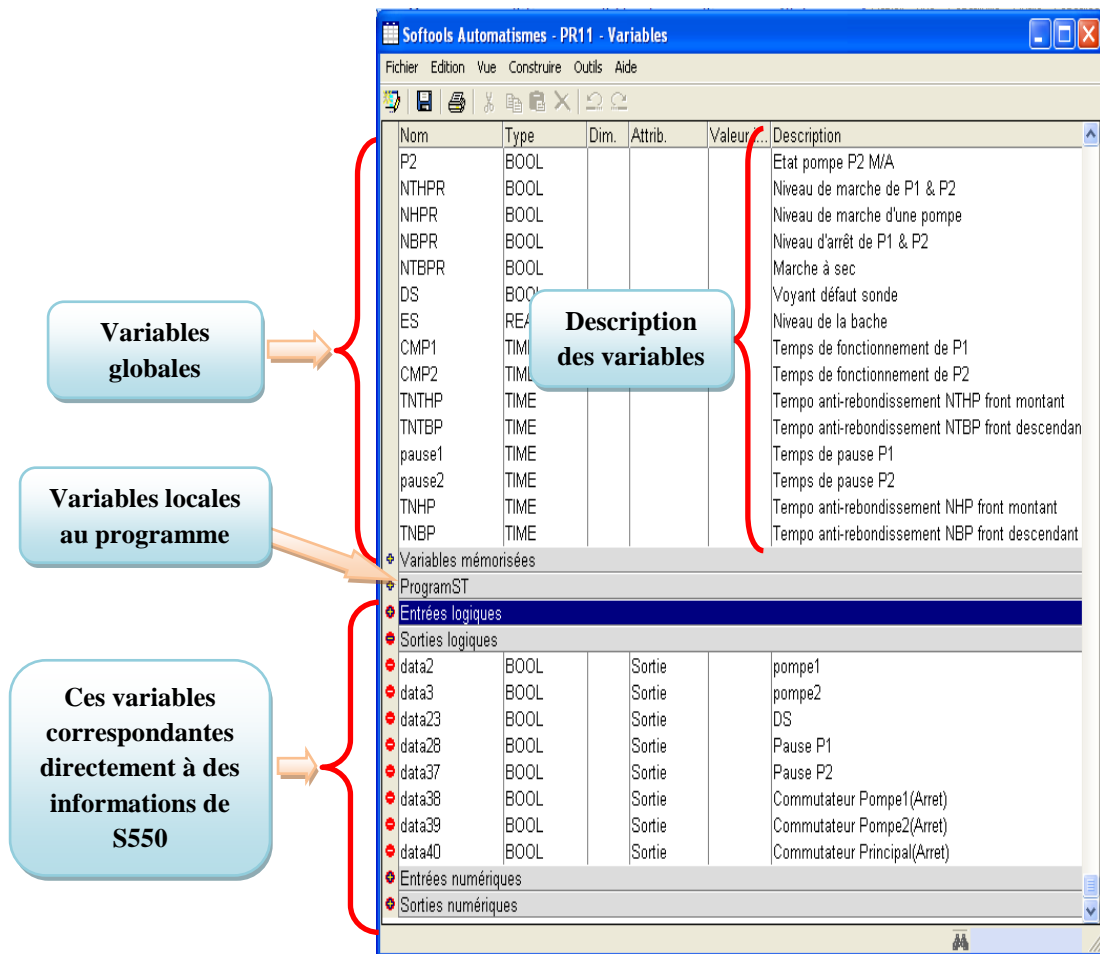 Softools Automatismes - PR11 - Variables
Fichier Edition Vue Construire Outils Aide
Nom Type Dim. Attrib. Valeur i... Description
P2 BOOL Etat pompe P2 M/A
NTHPR BOOL Niveau de marche de P1 & P2
NHPR BOOL Niveau de marche d'une pompe
NBPR BOOL Niveau d'arrêt de P1 & P2
NTBPR BOOL Marche à sec
DS Voyant défaut sonde
ES Niveau de la bache
CMP1 Temps de fonctionnement de P1
CMP2 Temps de fonctionnement de P2
TNTHP TIME Tempo anti-rebondissement NTHP front montant
TNTBP TIME Tempo anti-rebondissement NTBP front descendan
pause1 TIME Temps de pause P1
pause2 TIME Temps de pause P2
TNHP TIME Tempo anti-rebondissement NHP front montant
TNBP TIME Tempo anti-rebondissement NBP front descendant
Variables mémorisées
ProgramST
Entrées logiques
Sorties logiques
data2 BOOL Sortie pompe1
data3 BOOL Sortie pompe2
data23 BOOL Sortie DS
data28 BOOL Sortie Pause P1
data37 BOOL Sortie Pause P2
data38 BOOL Sortie Commutateur Pompe1(Arret)
data39 BOOL Sortie Commutateur Pompe2(Arret)
data40 BOOL Sortie Commutateur Principal(Arret)
Entrées numériques
Sorties numériques
Description
des variables
Variables
globales
Variables locales
au programme
Ces variables
correspondantes
directement à des
informations de
S550